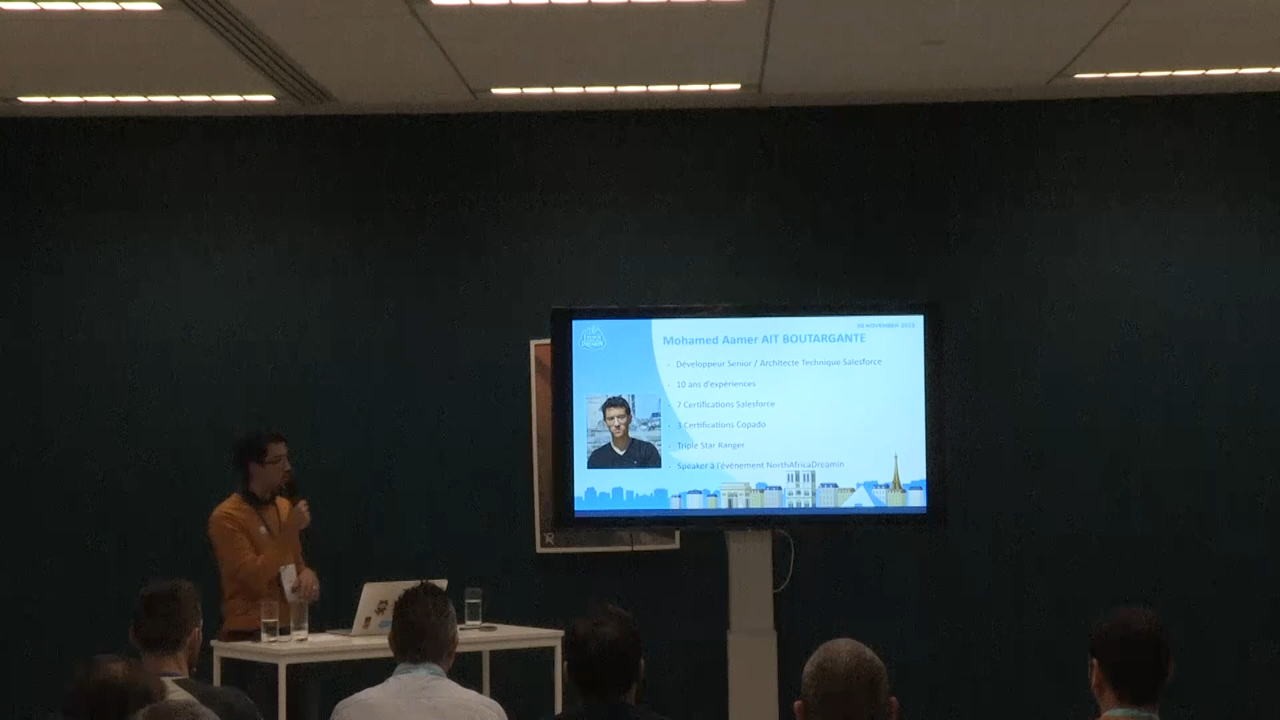 Mohamed Aamer AIT BOUTARGANTE
- Développeur Senior / Architecte Technique Salesforce
- 10 ans d'expériences
- 7 Certifications Salesforce
- 3 Certifications Copado
- Triple Star Ranger
- Speaker à l'événement NorthAfricaDreamin